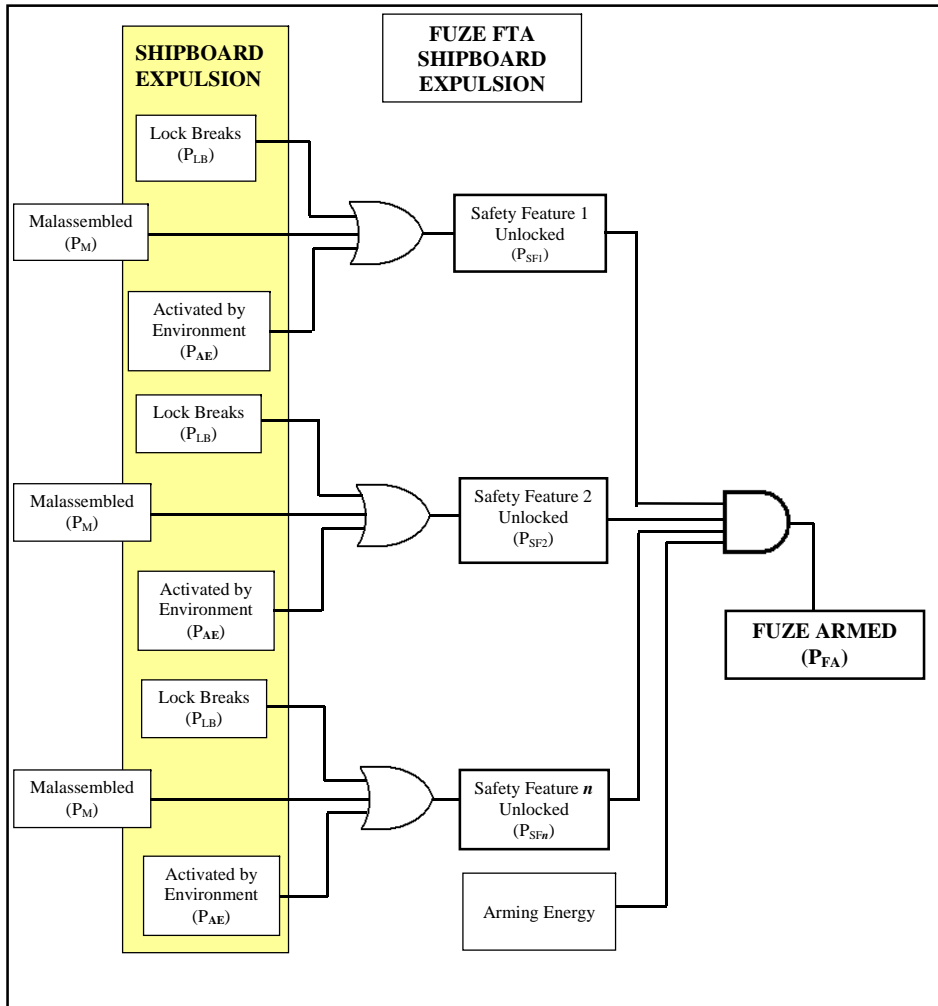 SHIPBOARD
EXPULSION
FUZE FTA
SHIPBOARD
EXPULSION
Lock Breaks
(PLB)
Malassembled
(PM)
Activated by
Environment
(PAE)
Safety Feature 1
Unlocked
(PSF1)
Lock Breaks
(PLB)
Malassembled
(PM)
Activated by
Environment
(PAE)
Safety Feature 2
Unlocked
(PSF2)
FUZE ARMED
(PFA)
Lock Breaks
(PLB)
Malassembled
(PM)
Activated by
Environment
(PAE)
Safety Feature n
Unlocked
(PSFn)
Arming Energy